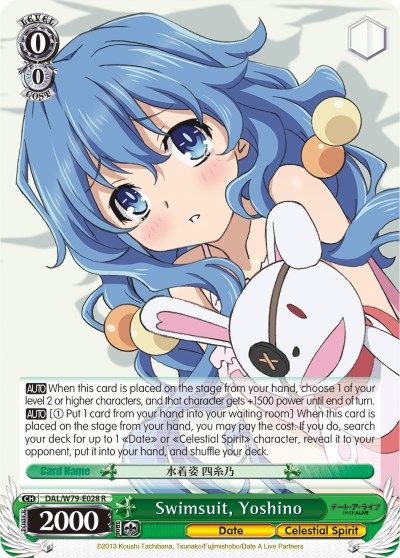 LEVEL
0
0
COST
AUTO When this card is placed on the stage from your hand, choose 1 of your
level 2 or higher characters, and that character gets +1500 power until end of turn.
AUTO [① Put 1 card from your hand into your waiting room] When this card is
placed on the stage from your hand, you may pay the cost. If you do, search
your deck for up to 1 «Date» or «Celestial Spirit» character, reveal it to your
opponent, put it into your hand, and shuffle your deck.
Card Name
水着姿 四糸乃
CH DAL/W79-E028 R
2000
Swimsuit, Yoshino
デート・ア・ライブ
DATE A LIVE
Date
Celestial Spirit
©2013 Koushi Tachibana, Tsunako/Fujimishobo/Date A Live Partners